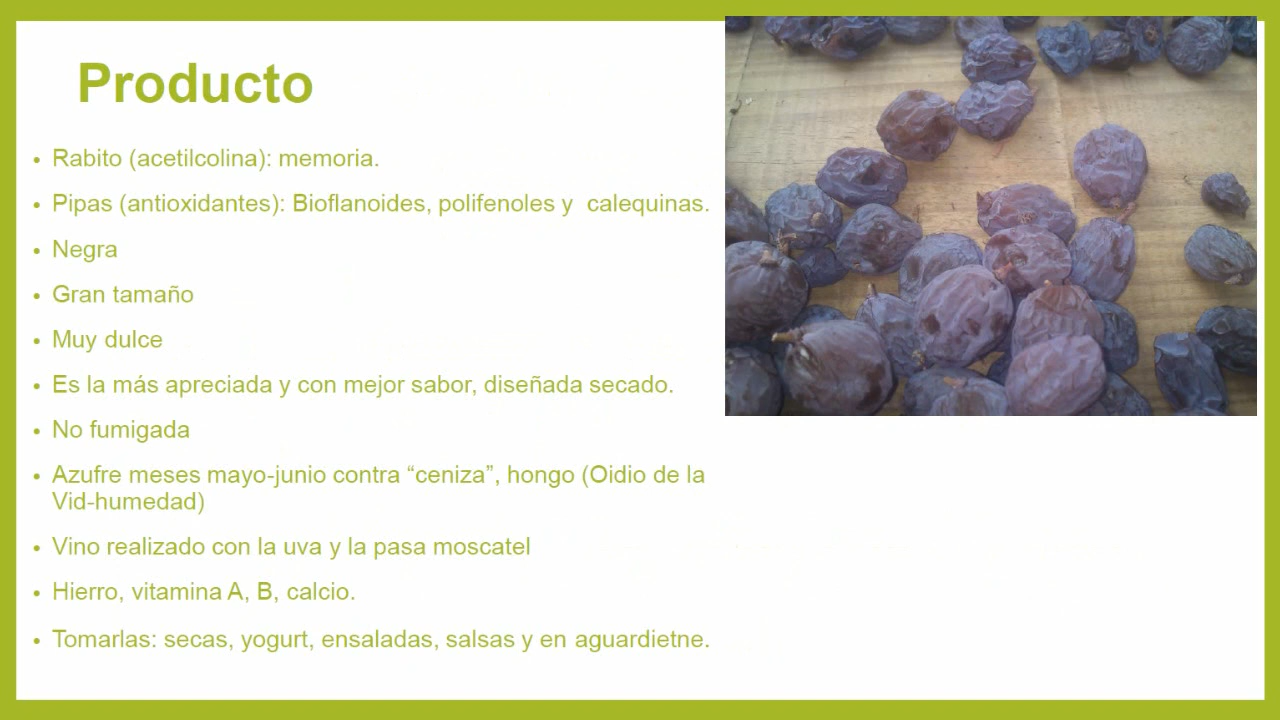 Producto
• Rabito (acetilcolina): memoria.
• Pipas (antioxidantes): Bioflanoides, polifenoles y calequinas.
• Negra
• Gran tamaño
• Muy dulce
• Es la más apreciada y con mejor sabor, diseñada secado.
• No fumigada
• Azufre meses mayo-junio contra “ceniza”, hongo (Oidio de la
Vid-humedad)
• Vino realizado con la uva y la pasa moscatel
• Hierro, vitamina A, B, calcio.
• Tomarlas: secas, yogurt, ensaladas, salsas y en aguardietne.